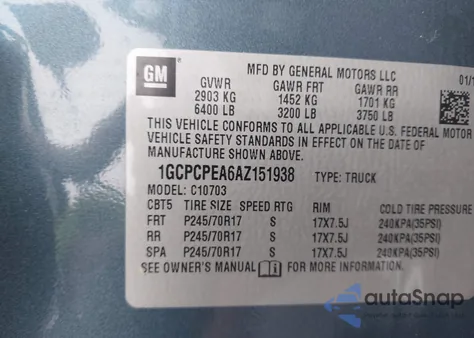 GM
MFD BY GENERAL MOTORS LLC
01/1
GVWR GAWR FRT GAWR RR
2903 KG 1452 KG 1701 KG
6400 LB 3200 LB 3750 LB
THIS VEHICLE CONFORMS TO ALL APPLICABLE U.S. FEDERAL MOTOR
VEHICLE SAFETY STANDARDS IN EFFECT ON THE DATE OF
MANUFACTURE SHOWN ABOVE.
1GCPCPEA6AZ151938 TYPE: TRUCK
MODEL: C10703
CBT5 TIRE SIZE SPEED RTG RIM COLD TIRE PRESSURE
FRT P245/70R17 S 17X7.5J 240KPA(35PSI)
RR P245/70R17 S 17X7.5J 240KPA(35PSI)
SPA P245/70R17 S 17X7.5J 240KPA(35PSI)
SEE OWNER'S MANUAL FOR MORE INFORMATION.
autoSnap